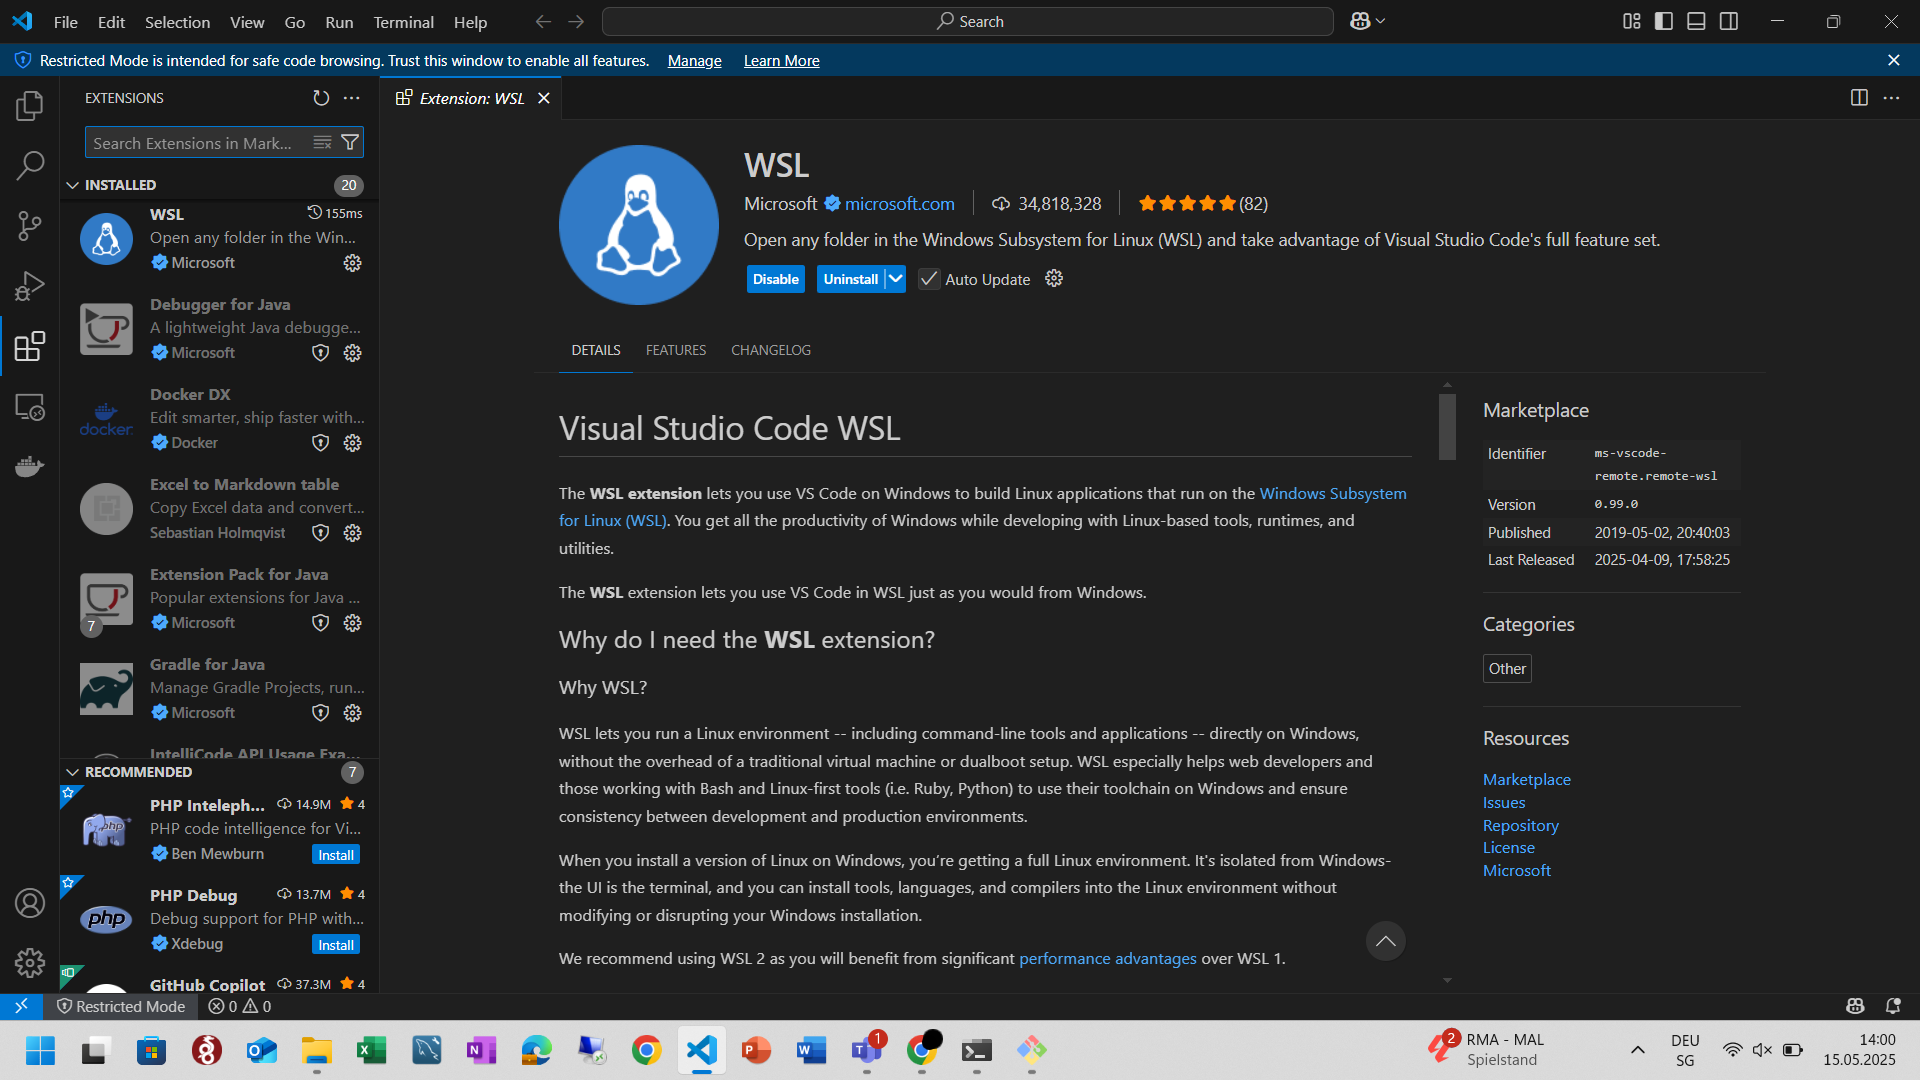 File Edit Selection View Go Run Terminal Help
Search
Restricted Mode is intended for safe code browsing. Trust this window to enable all features. Manage Learn More
EXTENSIONS
Search Extensions in Mark...
INSTALLED 20
WSL 155ms
Open any folder in the Win...
Microsoft
Debugger for Java
A lightweight Java debugge...
Microsoft
Docker DX
Edit smarter, ship faster with...
docker
Docker
Excel to Markdown table
Copy Excel data and convert...
Sebastian Holmqvist
Extension Pack for Java
Popular extensions for Java ...
7
Microsoft
Gradle for Java
Manage Gradle Projects, run...
Microsoft
IntelliCode API Usage Exa...
RECOMMENDED 7
PHP Inteleph... 14.9M 4
PHP code intelligence for Vi...
php
Ben Mewburn Install
PHP Debug 13.7M 4
Debug support for PHP with...
php
Xdebug Install
GitHub Copilot 37.3M 4
Extension: WSL
WSL
Microsoft microsoft.com 34,818,328 (82)
Open any folder in the Windows Subsystem for Linux (WSL) and take advantage of Visual Studio Code's full feature set.
Disable Uninstall Auto Update
DETAILS FEATURES CHANGELOG
Visual Studio Code WSL
The WSL extension lets you use VS Code on Windows to build Linux applications that run on the Windows Subsystem
for Linux (WSL). You get all the productivity of Windows while developing with Linux-based tools, runtimes, and
utilities.
The WSL extension lets you use VS Code in WSL just as you would from Windows.
Why do I need the WSL extension?
Why WSL?
WSL lets you run a Linux environment -- including command-line tools and applications -- directly on Windows,
without the overhead of a traditional virtual machine or dualboot setup. WSL especially helps web developers and
those working with Bash and Linux-first tools (i.e. Ruby, Python) to use their toolchain on Windows and ensure
consistency between development and production environments.
When you install a version of Linux on Windows, you're getting a full Linux environment. It's isolated from Windows-
the UI is the terminal, and you can install tools, languages, and compilers into the Linux environment without
modifying or disrupting your Windows installation.
We recommend using WSL 2 as you will benefit from significant performance advantages over WSL 1.
Marketplace
Identifier ms-vscode-
remote.remote-wsl
Version 0.99.0
Published 2019-05-02, 20:40:03
Last Released 2025-04-09, 17:58:25
Categories
Other
Resources
Marketplace
Issues
Repository
License
Microsoft
Restricted Mode 0 0
1
2
RMA - MAL
Spielstand
DEU
SG
14:00
15.05.2025